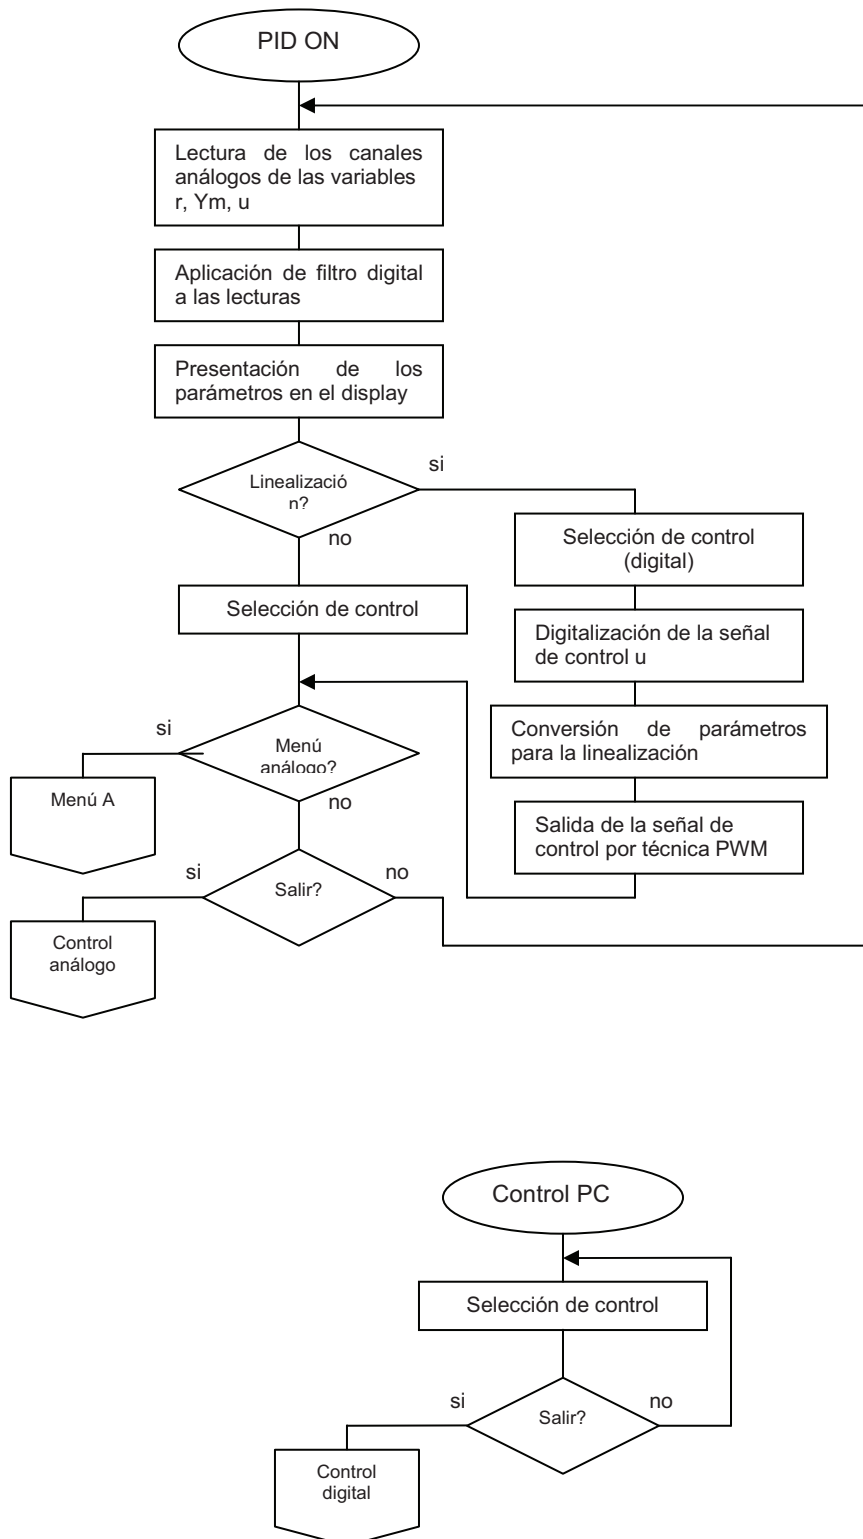 PID ON
Lectura de los canales
análogos de las variables
r, Ym, u
Aplicación de filtro digital
a las lecturas
Presentación de los
parámetros en el display
Linealizació
n?
si
no
Selección de control
(digital)
Selección de control
Digitalización de la señal
de control u
Conversión de parámetros
para la linealización
Salida de la señal de
control por técnica PWM
Menú
análogo?
si
no
Menú A
Salir?
si
no
Control
análogo
Control PC
Selección de control
Salir?
si
no
Control
digital